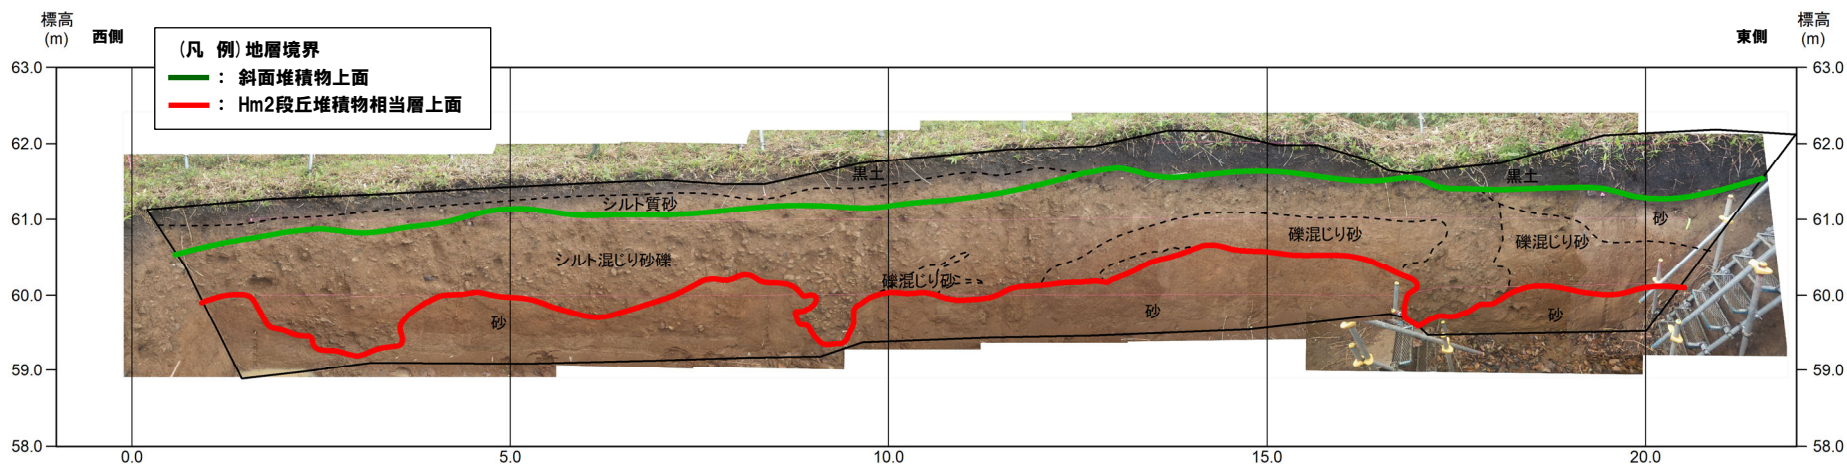 標高
(m)
西側
(凡 例)地層境界
： 斜面堆積物上面
： Hm2段丘堆積物相当層上面
東側
標高
(m)
63.0
62.0
61.0
60.0
59.0
58.0
黒土
シルト質砂
シルト混じり砂礫
砂
礫混じり砂
砂
礫混じり砂
黒土
礫混じり砂
砂
砂
63.0
62.0
61.0
60.0
59.0
58.0
0.0
5.0
10.0
15.0
20.0